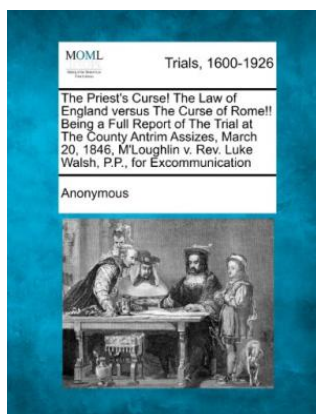 MOML
Trials, 1600-1926
The Priest's Curse! The Law of
England versus The Curse of Rome!!
Being a Full Report of The Trial at
The County Antrim Assizes, March
20, 1846, M'Loughlin v. Rev. Luke
Walsh, P.P., for Excommunication
Anonymous